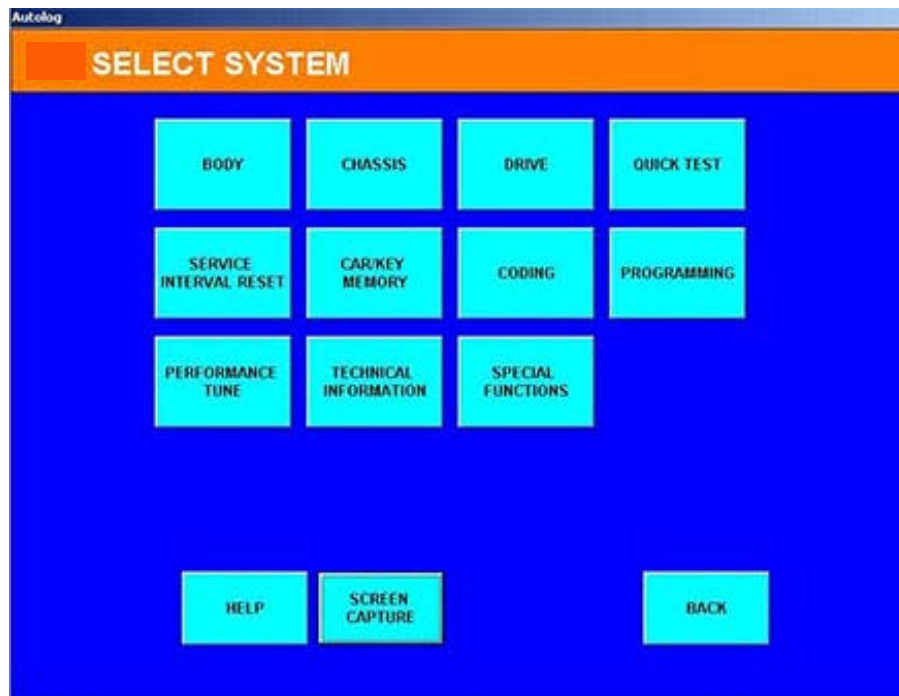 Autolog
SELECT SYSTEM
BODY
CHASSIS
DRIVE
QUICK TEST
SERVICE
INTERVAL RESET
CAR/KEY
MEMORY
CODING
PROGRAMMING
PERFORMANCE
TUNE
TECHNICAL
INFORMATION
SPECIAL
FUNCTIONS
HELP
SCREEN
CAPTURE
BACK